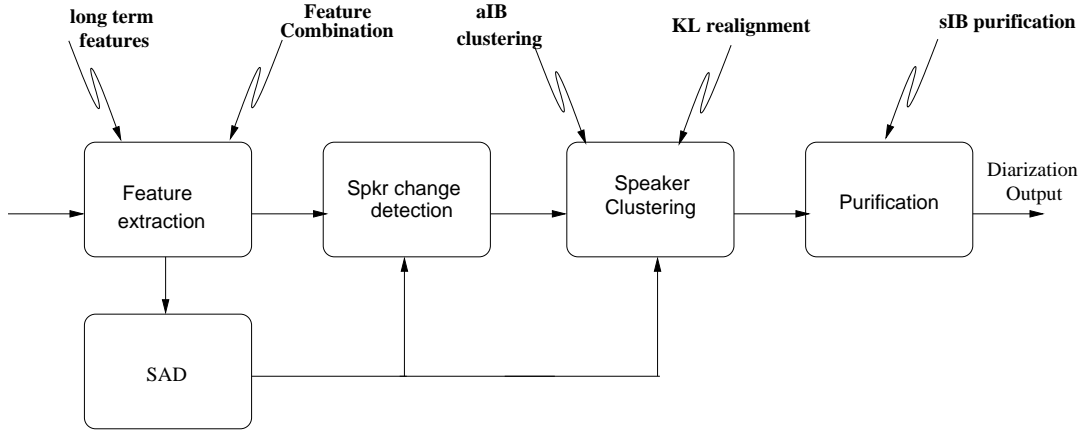 long term
features
Feature
Combination
aIB
clustering
KL realignment
sIB purification
Feature
extraction
Spkr change
detection
Speaker
Clustering
Purification
Diarization
Output
SAD